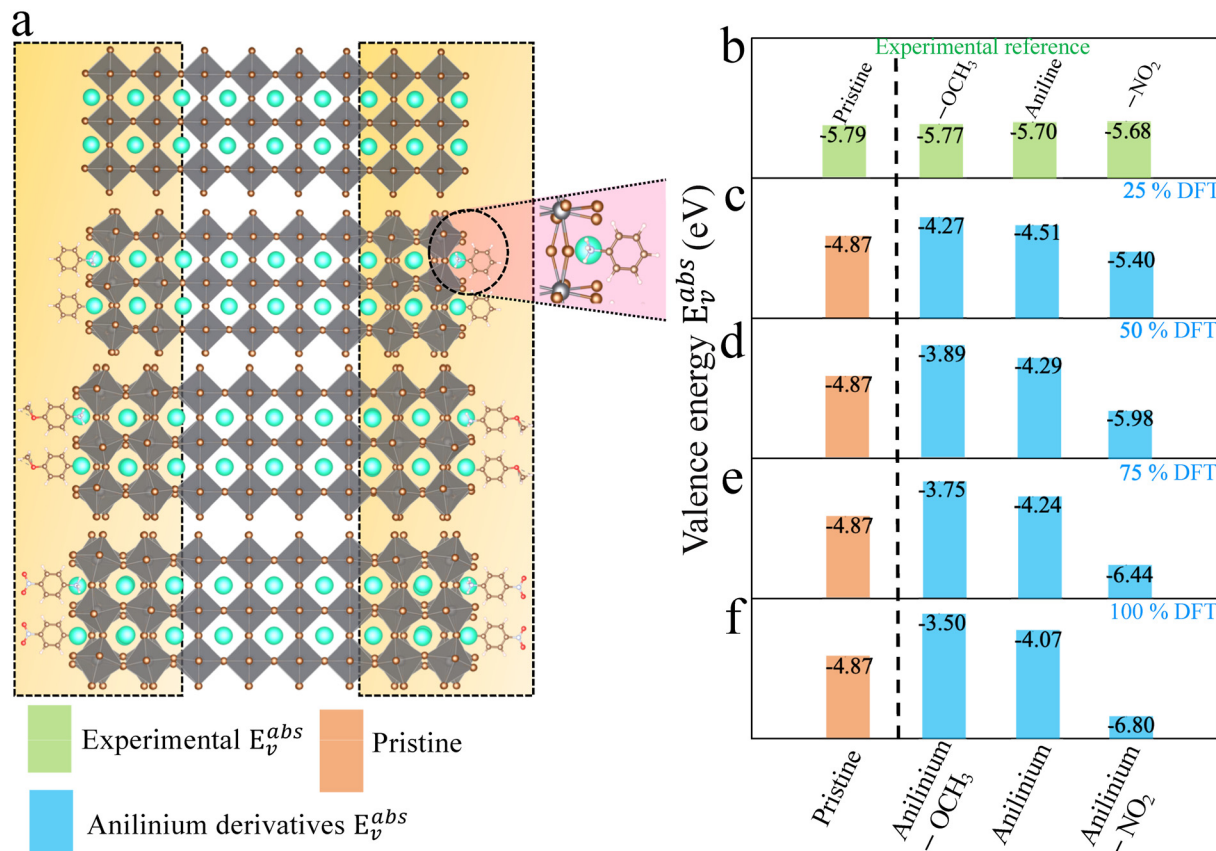 a
Experimental E_v^abs
Pristine
Anilinium derivatives E_v^abs
Valence energy E_v^abs (eV)
b
Experimental reference
Pristine
−OCH₃
Aniline
−NO₂
-5.79
-5.77
-5.70
-5.68
c
25 % DFT
-4.87
-4.27
-4.51
-5.40
d
50 % DFT
-4.87
-3.89
-4.29
-5.98
e
75 % DFT
-4.87
-3.75
-4.24
-6.44
f
100 % DFT
-4.87
-3.50
-4.07
-6.80
Pristine
Anilinium
− OCH₃
Anilinium
Anilinium
− NO₂